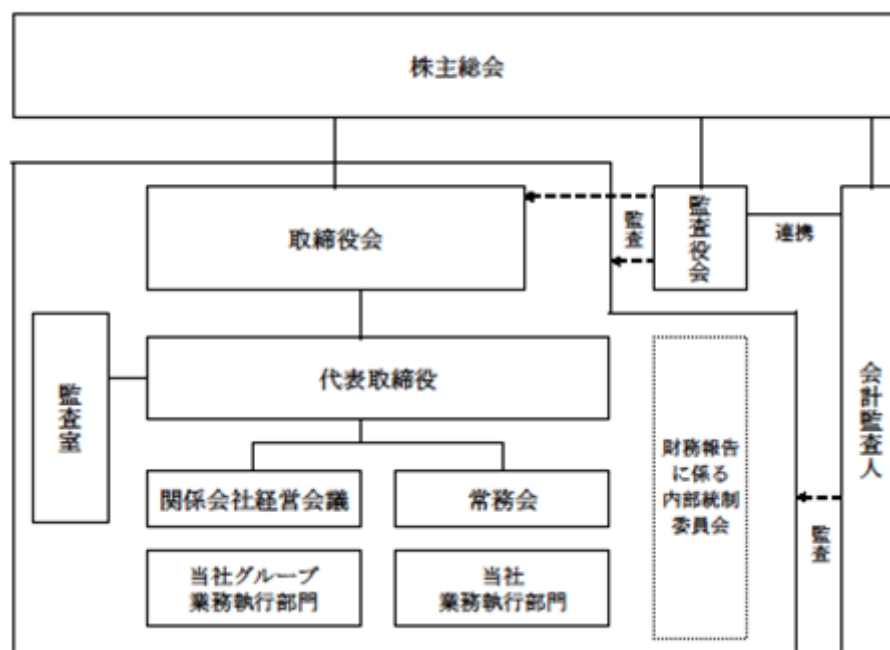 株主総会
取締役会
監査
監査役会
連携
監査室
代表取締役
会計監査人
関係会社経営会議
常務会
財務報告
に係る
内部統制
委員会
監査
当社グループ
業務執行部門
当社
業務執行部門